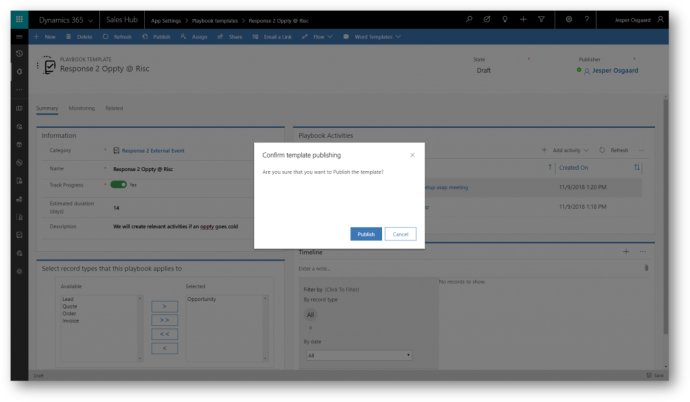 Dynamics 365
Sales Hub
App Settings > Playbook templates > Response 2 Oppty @ Risc
Jesper Osgaard
New
Delete
Refresh
Publish
Assign
Share
Email a Link
Flow
Word Templates
PLAYBOOK TEMPLATE
Response 2 Oppty @ Risc
State
Draft
Publisher
Jesper Osgaard
Summary
Monitoring
Related
Information
Category
Response 2 External Event
Name
Response 2 Oppty @ Risc
Track Progress
Yes
Estimated duration (days)
14
Description
We will create relevant activities if an oppty goes cold
Playbook Activities
Add activity
Refresh
Created On
wrap meeting
11/9/2018 1:20 PM
11/9/2018 1:18 PM
Confirm template publishing
Are you sure that you want to Publish the template?
Publish
Cancel
Select record types that this playbook applies to
Available
Lead
Quote
Order
Invoice
>
>>
<<
<
Selected
Opportunity
Timeline
Enter a note...
Filter by (Click To Filter)
By record type
All
By date
All
No records to show.
Draft
Save